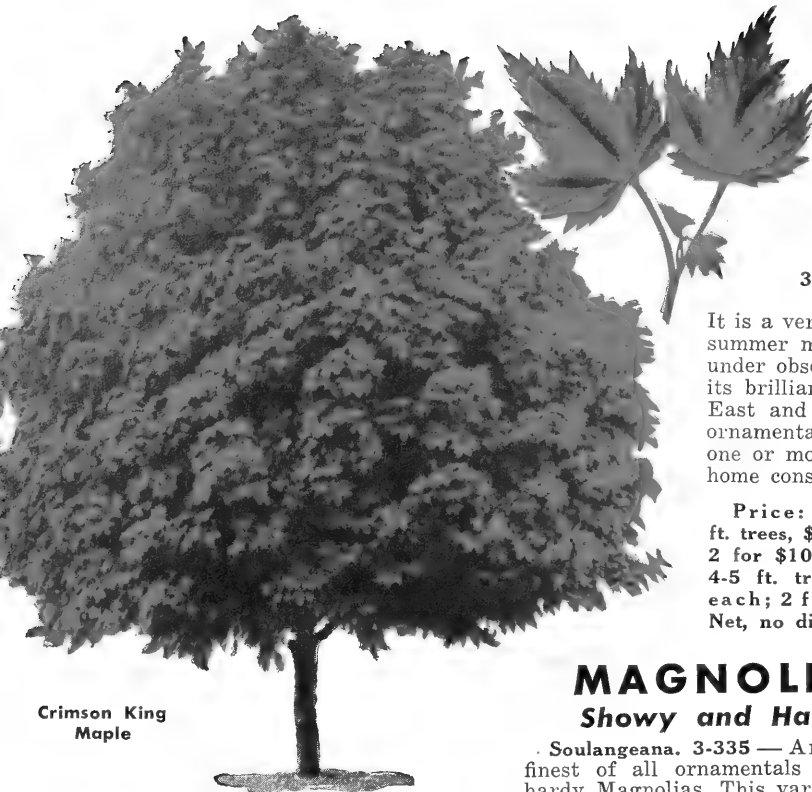 3
It is a ver
summer m
under obse
its brillian
East and
ornamenta
one or mo
home cons
Price:
ft. trees, $
2 for $10
4-5 ft. tr
each; 2 f
Net, no di
Crimson King
Maple
MAGNOLI
Showy and Ha
Soulangeana. 3-335 — An
finest of all ornamentals
hardy Magnolias. This var